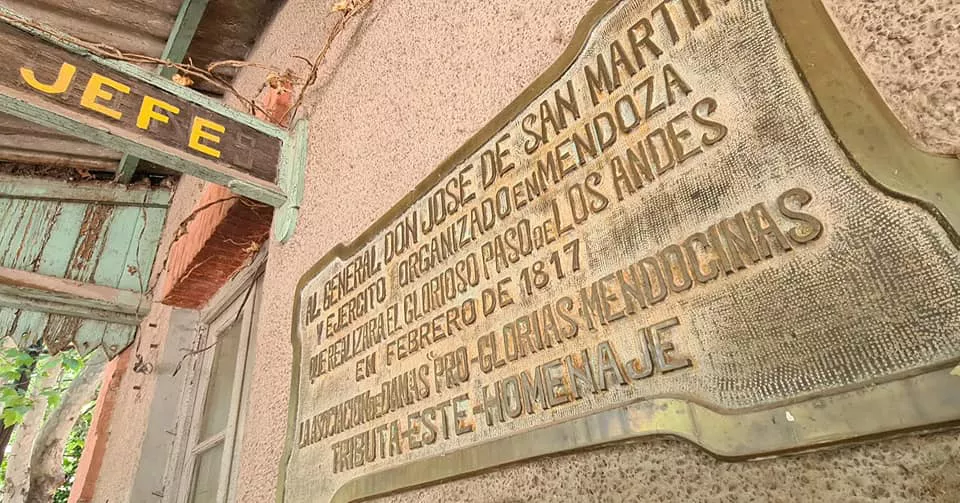 JEFE
AL GENERAL DON JOSE DE SAN MARTIN
Y EJERCITO ORGANIZADO EN MENDOZA
QUE REALIZARA EL GLORIOSO PASO DE LOS ANDES
EN FEBRERO DE 1817
LA ASOCIACION DE DAMAS PRO-GLORIAS-MENDOCINAS
TRIBUTA-ESTE-HOMENAJE